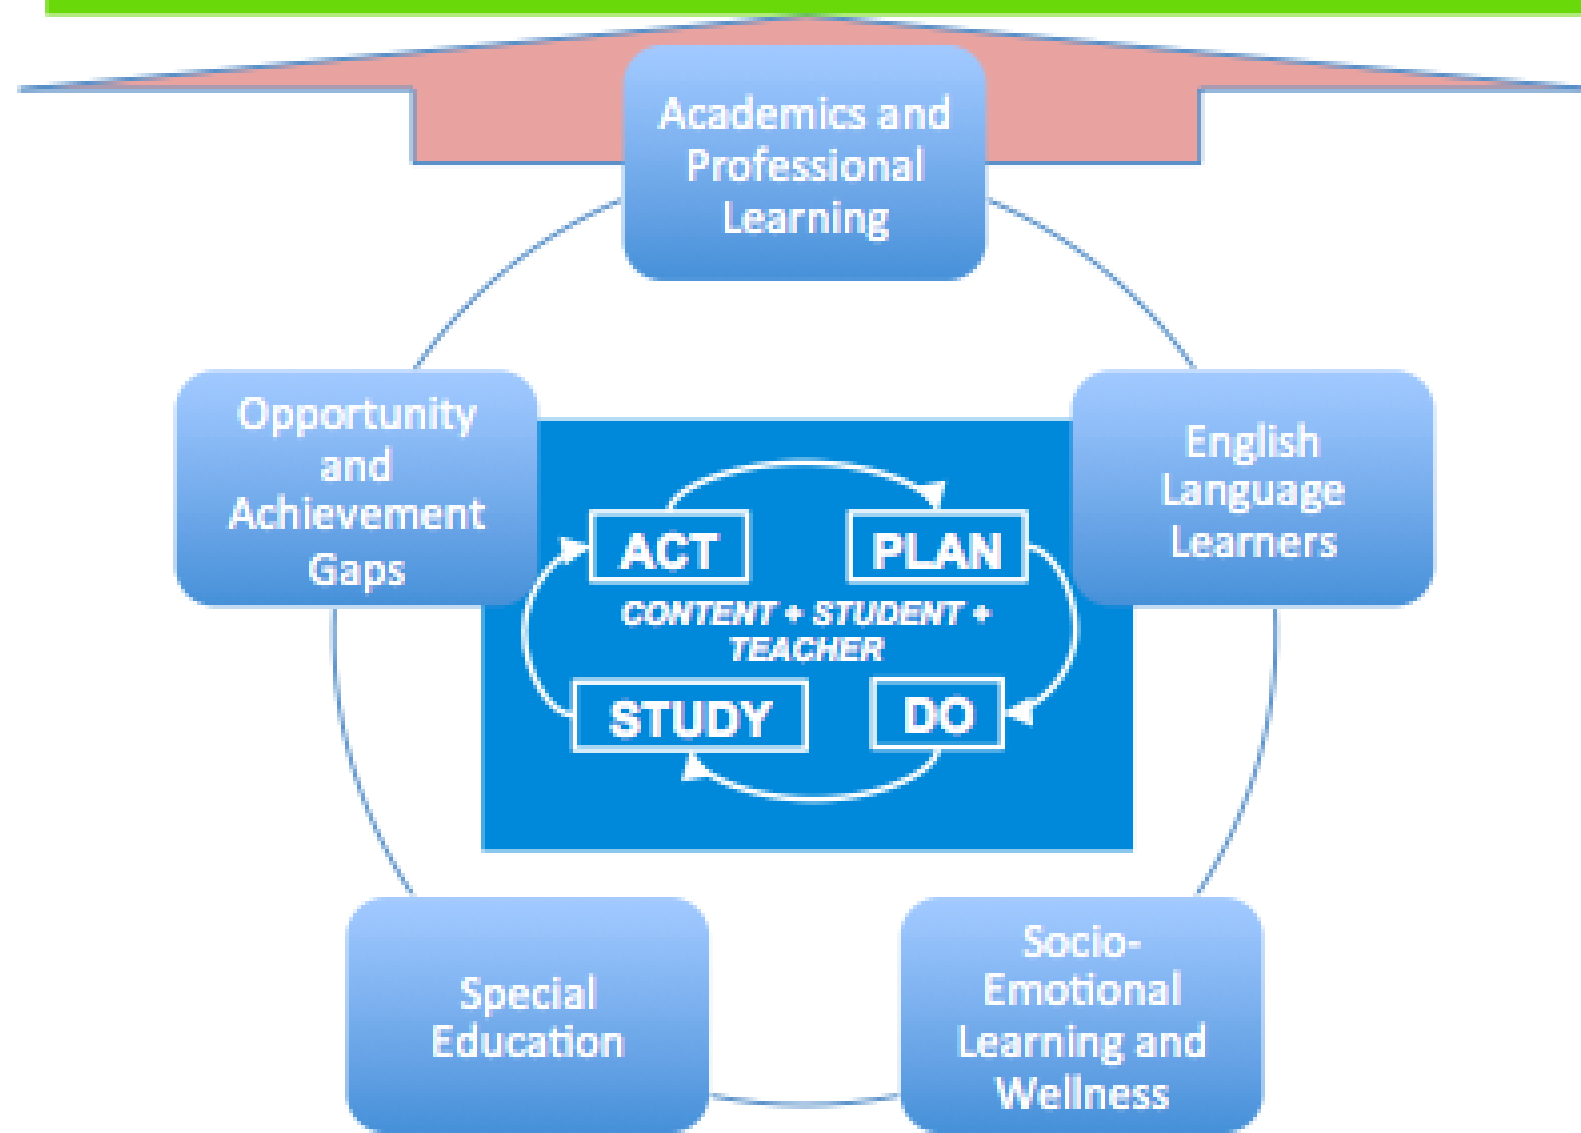 Academics and
Professional
Learning
Opportunity
and
Achievement
Gaps
English
Language
Learners
ACT
PLAN
CONTENT + STUDENT +
TEACHER
STUDY
DO
Special
Education
Socio-
Emotional
Learning and
Wellness